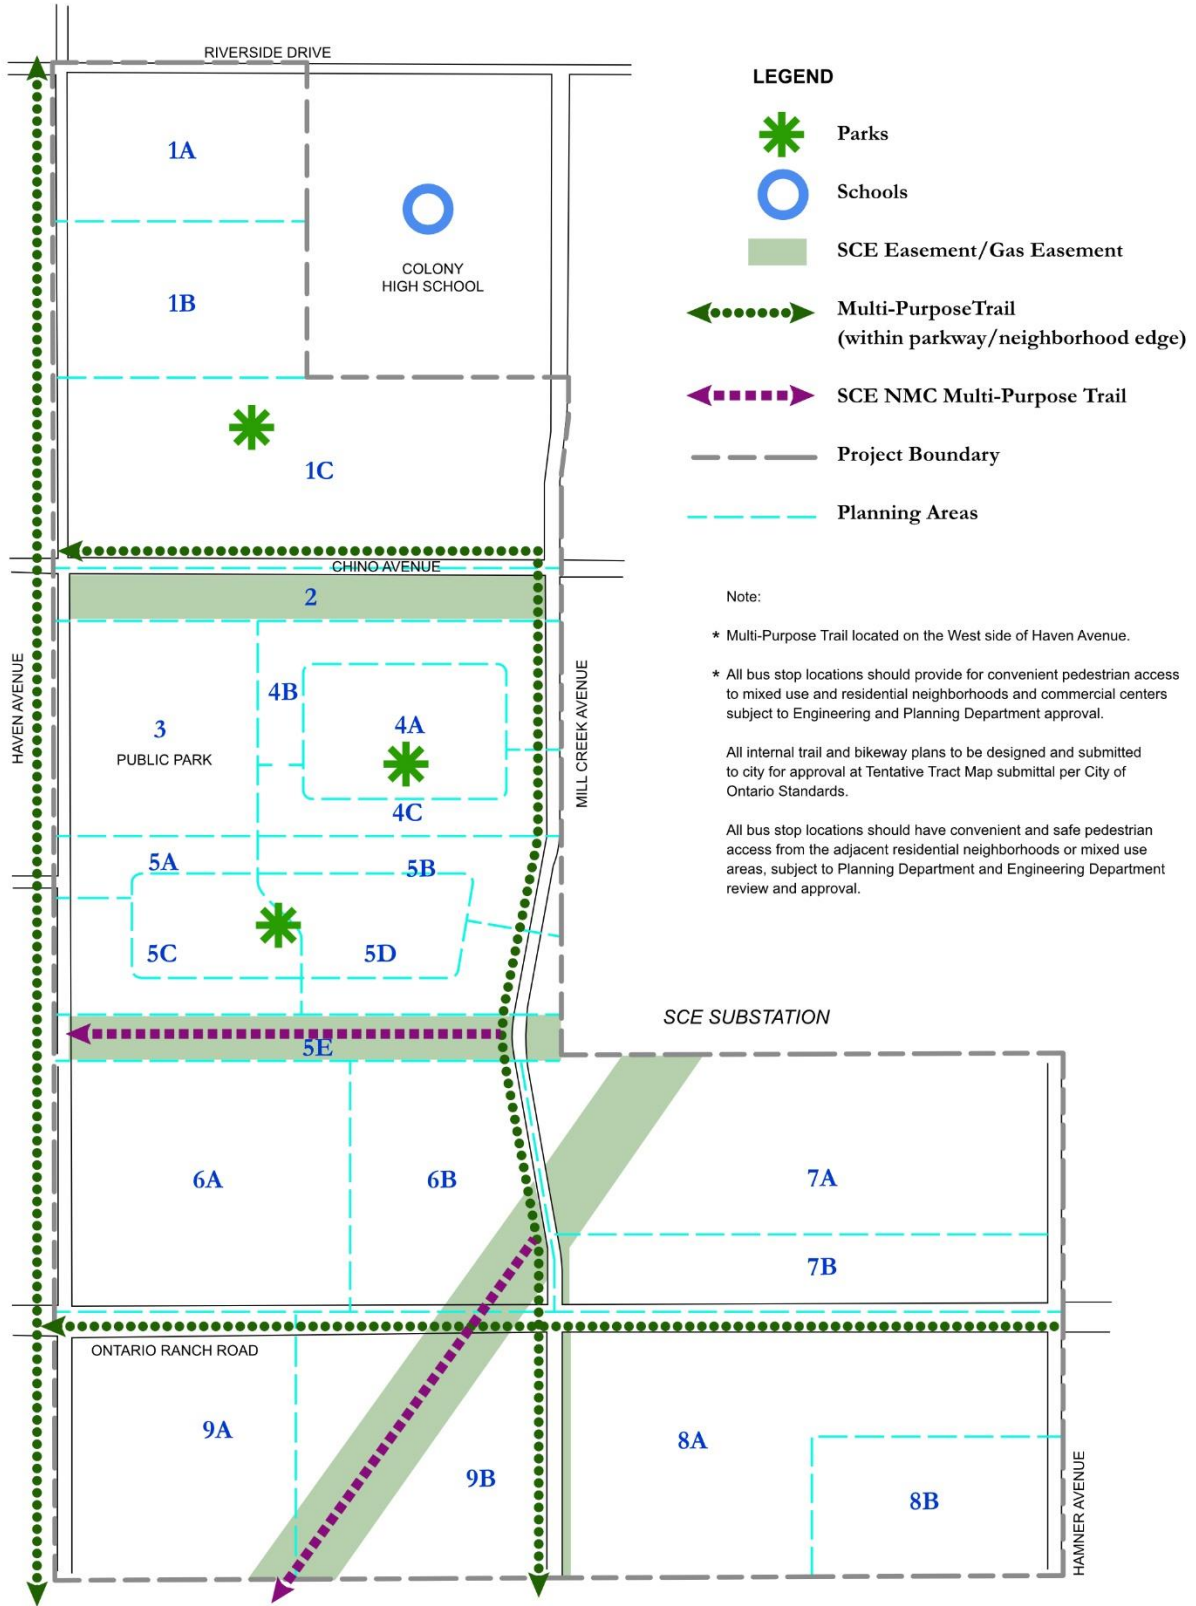 RIVERSIDE DRIVE
1A
1B
COLONY
HIGH SCHOOL
1C
CHINO AVENUE
2
HAVEN AVENUE
MILL CREEK AVENUE
4B
4A
3
PUBLIC PARK
4C
5A
5B
5C
5D
5E
SCE SUBSTATION
6A
6B
7A
7B
ONTARIO RANCH ROAD
9A
9B
8A
8B
HAMNER AVENUE
LEGEND
Parks
Schools
SCE Easement/Gas Easement
Multi-PurposeTrail
(within parkway/neighborhood edge)
SCE NMC Multi-Purpose Trail
Project Boundary
Planning Areas
Note:
* Multi-Purpose Trail located on the West side of Haven Avenue.
* All bus stop locations should provide for convenient pedestrian access
to mixed use and residential neighborhoods and commercial centers
subject to Engineering and Planning Department approval.
All internal trail and bikeway plans to be designed and submitted
to city for approval at Tentative Tract Map submittal per City of
Ontario Standards.
All bus stop locations should have convenient and safe pedestrian
access from the adjacent residential neighborhoods or mixed use
areas, subject to Planning Department and Engineering Department
review and approval.